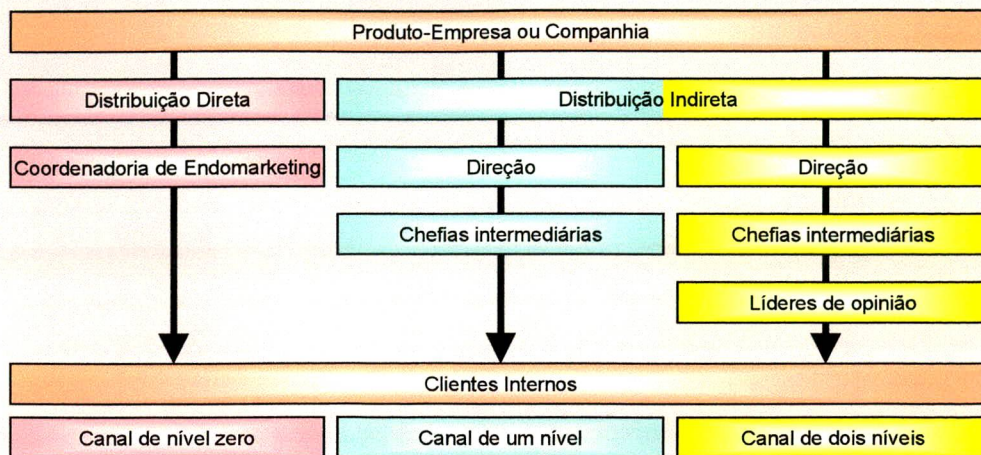 Produto-Empresa ou Companhia
Distribuição Direta
Distribuição Indireta
Coordenadoria de Endomarketing
Direção
Direção
Chefias intermediárias
Chefias intermediárias
Líderes de opinião
Clientes Internos
Canal de nível zero
Canal de um nível
Canal de dois níveis